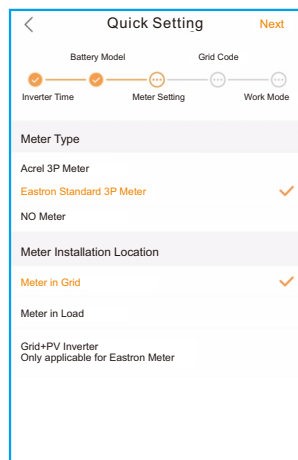 Quick Setting
Next
Battery Model
Grid Code
Inverter Time
Meter Setting
Work Mode
Meter Type
Acrel 3P Meter
Eastron Standard 3P Meter
NO Meter
Meter Installation Location
Meter in Grid
Meter in Load
Grid+PV Inverter
Only applicable for Eastron Meter